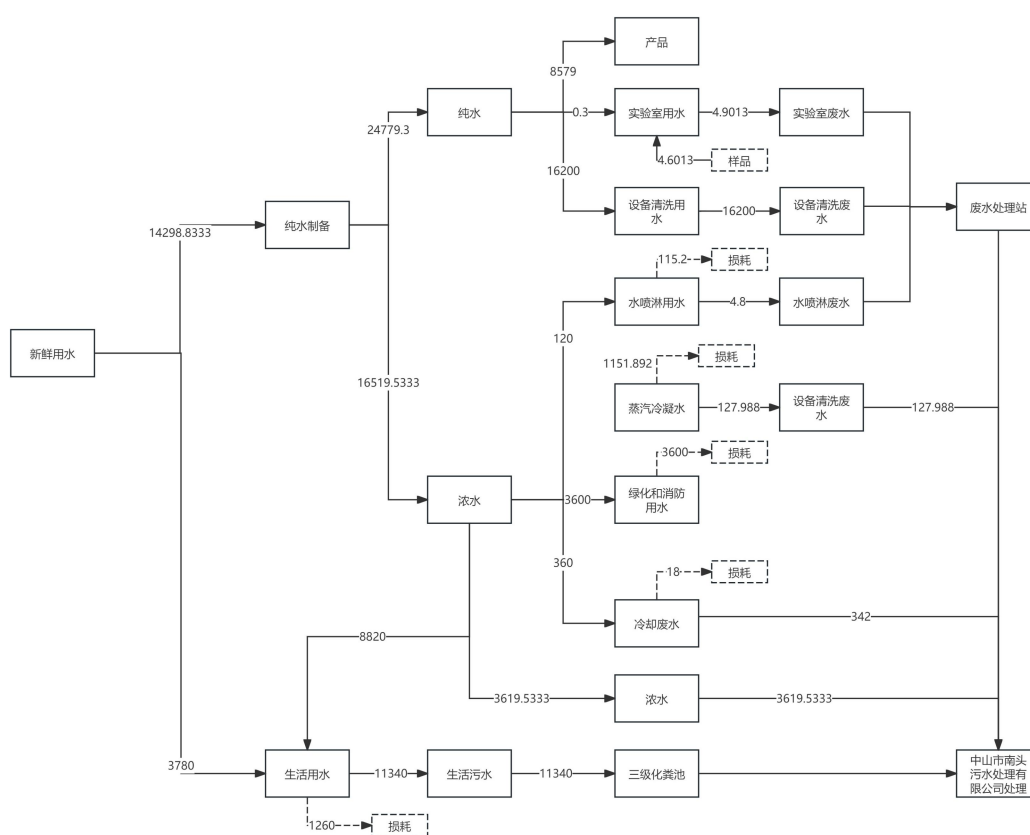 产品
8579
纯水
0.3
实验室用水
4.9013
实验室废水
24779.3
4.6013
样品
16200
纯水制备
设备清洗用
水
16200
设备清洗废
水
废水处理站
14298.8333
115.2
损耗
水喷淋用水
4.8
水喷淋废水
120
新鲜用水
16519.5333
1151.892
损耗
蒸汽冷凝水
127.988
设备清洗废
水
127.988
3600
损耗
浓水
3600
绿化和消防
用水
360
18
损耗
冷却废水
342
8820
3619.5333
浓水
3619.5333
3780
生活用水
11340
生活污水
11340
三级化粪池
中山市南头
污水处理有
限公司处理
1260
损耗